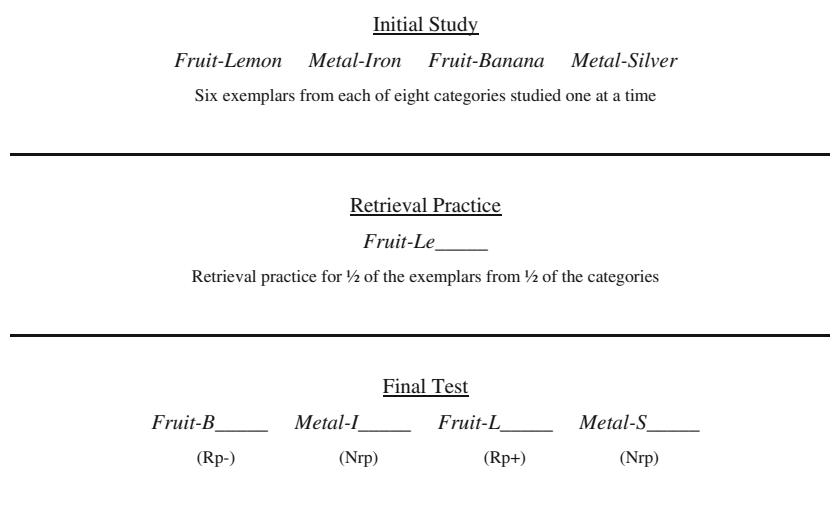 Initial Study
Fruit-Lemon Metal-Iron Fruit-Banana Metal-Silver
Six exemplars from each of eight categories studied one at a time
Retrieval Practice
Fruit-Le_____
Retrieval practice for ½ of the exemplars from ½ of the categories
Final Test
Fruit-B_____ Metal-I_____ Fruit-L_____ Metal-S_____
(Rp-) (Nrp) (Rp+) (Nrp)